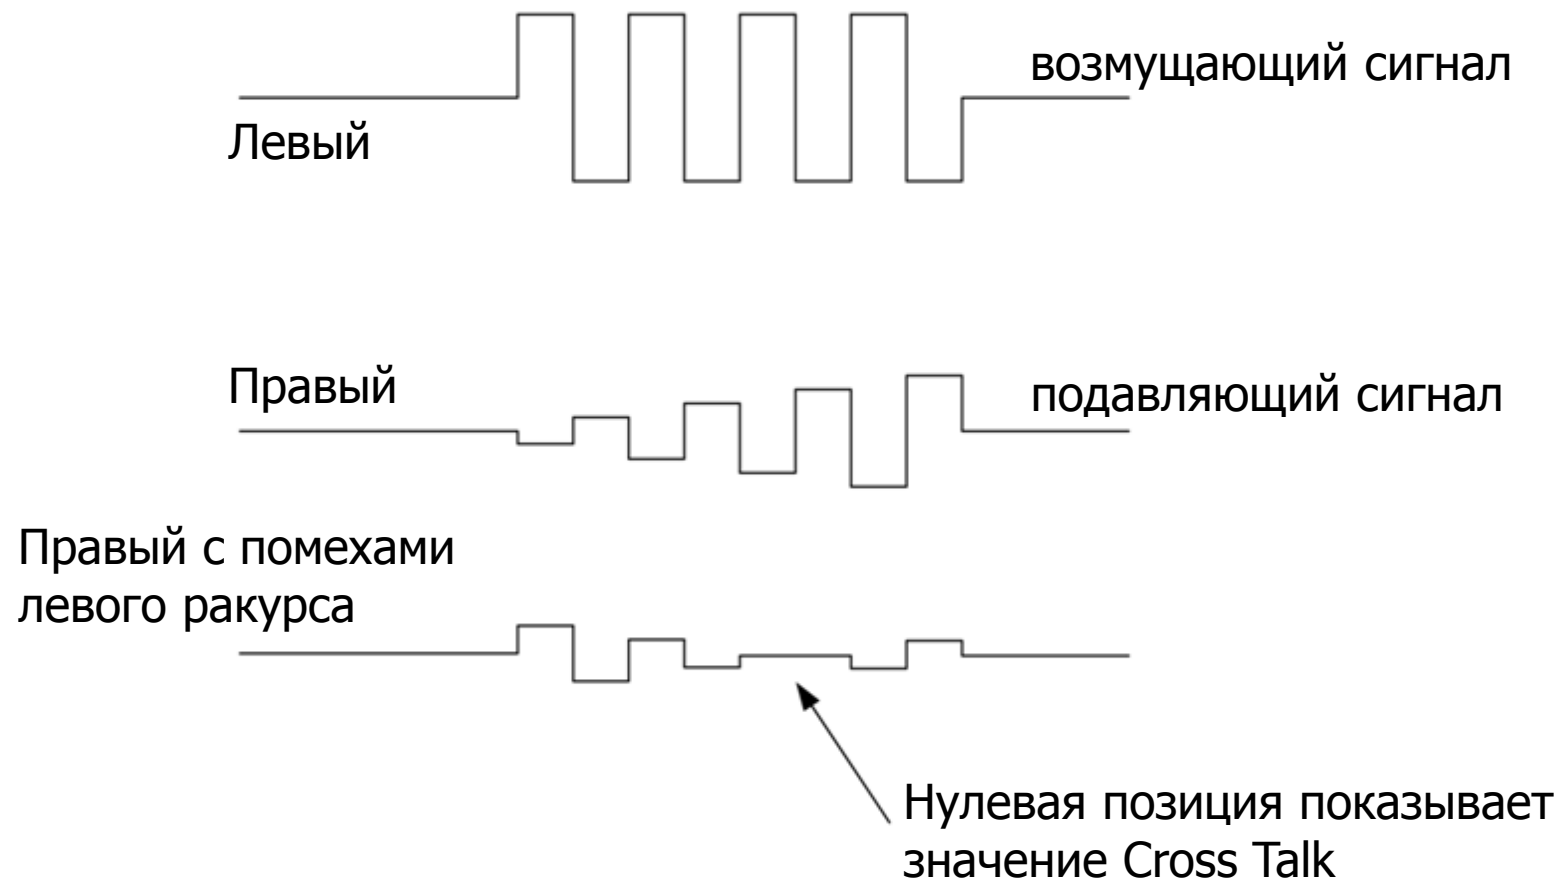 возмущающий сигнал
Левый
Правый
подавляющий сигнал
Правый с помехами
левого ракурса
Нулевая позиция показывает
значение Cross Talk